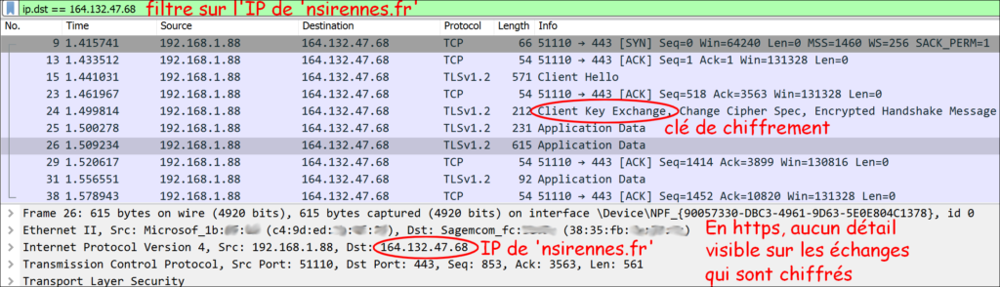 ip.dst == 164.132.47.68 filtre sur l'IP de 'nsirennes.fr'
No. Time Source Destination Protocol Length Info
9 1.415741 192.168.1.88 164.132.47.68 TCP 66 51110 → 443 [SYN] Seq=0 Win=64240 Len=0 MSS=1460 WS=256 SACK_PERM=1
13 1.433512 192.168.1.88 164.132.47.68 TCP 54 51110 → 443 [ACK] Seq=1 Ack=1 Win=131328 Len=0
15 1.441031 192.168.1.88 164.132.47.68 TLSv1.2 571 Client Hello
23 1.461967 192.168.1.88 164.132.47.68 TCP 54 51110 → 443 [ACK] Seq=518 Ack=3563 Win=131328 Len=0
24 1.499814 192.168.1.88 164.132.47.68 TLSv1.2 212 Client Key Exchange, Change Cipher Spec, Encrypted Handshake Message
25 1.500278 192.168.1.88 164.132.47.68 TLSv1.2 231 Application Data
clé de chiffrement
26 1.509234 192.168.1.88 164.132.47.68 TLSv1.2 615 Application Data
29 1.520617 192.168.1.88 164.132.47.68 TCP 54 51110 → 443 [ACK] Seq=1414 Ack=3899 Win=130816 Len=0
31 1.556551 192.168.1.88 164.132.47.68 TLSv1.2 92 Application Data
38 1.578943 192.168.1.88 164.132.47.68 TCP 54 51110 → 443 [ACK] Seq=1452 Ack=10820 Win=131328 Len=0
Frame 26: 615 bytes on wire (4920 bits), 615 bytes captured (4920 bits) on interface \Device\NPF_{90057330-DBC3-4961-9D63-5E0E804C1378}, id 0
Ethernet II, Src: Microsof_1b: (c4:9d:ed: ), Dst: Sagemcom_fc: (38:35:fb: )
Internet Protocol Version 4, Src: 192.168.1.88, Dst: 164.132.47.68 IP de 'nsirennes.fr'
Transmission Control Protocol, Src Port: 51110, Dst Port: 443, Seq: 853, Ack: 3563, Len: 561
Transport Layer Security
En https, aucun détail
visible sur les échanges
qui sont chiffrés